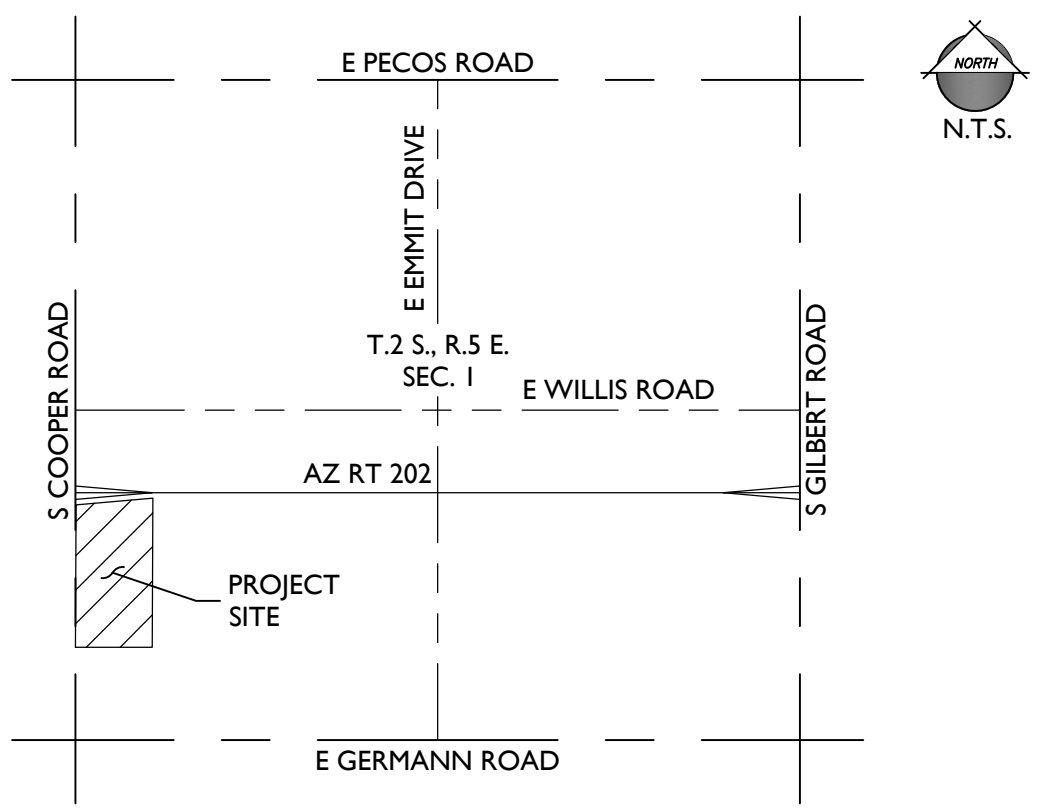 E PECOS ROAD
NORTH
N.T.S.
E EMMIT DRIVE
T.2 S., R.5 E.
SEC. 1
E WILLIS ROAD
S COOPER ROAD
S GILBERT ROAD
AZ RT 202
PROJECT
SITE
E GERMANN ROAD